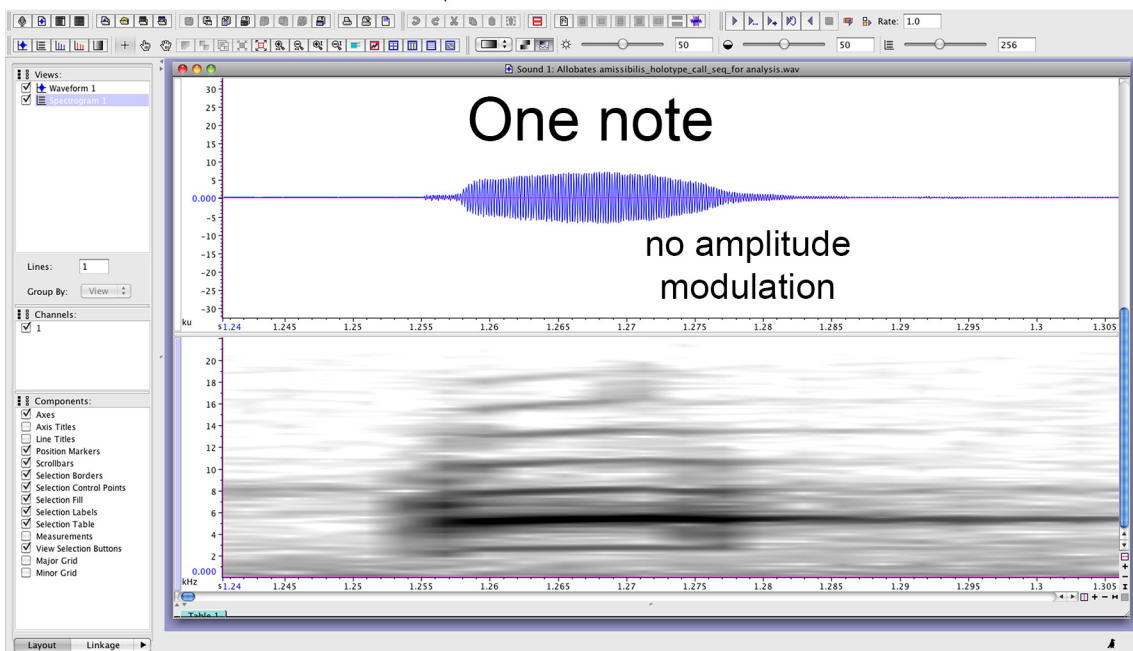 Rate: 1.0
50
50
256
Views:
Waveform 1
Spectrogram 1
Lines: 1
Group By: View
Channels:
1
Components:
Axes
Axis Titles
Line Titles
Position Markers
Scrollbars
Selection Borders
Selection Control Points
Selection Fill
Selection Labels
Selection Table
Measurements
View Selection Buttons
Major Grid
Minor Grid
Layout Linkage
Sound 1: Allobates amissibilis_holotype_call_seq_for analysis.wav
One note
no amplitude
modulation
30
25
20
15
10
5
0.000
-5
-10
-15
-20
-25
-30
ku
s 1.24 1.245 1.25 1.255 1.26 1.265 1.27 1.275 1.28 1.285 1.29 1.295 1.3 1.305
20
18
16
14
12
10
8
6
4
2
0.000
kHz
s 1.24 1.245 1.25 1.255 1.26 1.265 1.27 1.275 1.28 1.285 1.29 1.295 1.3 1.305
Table 1